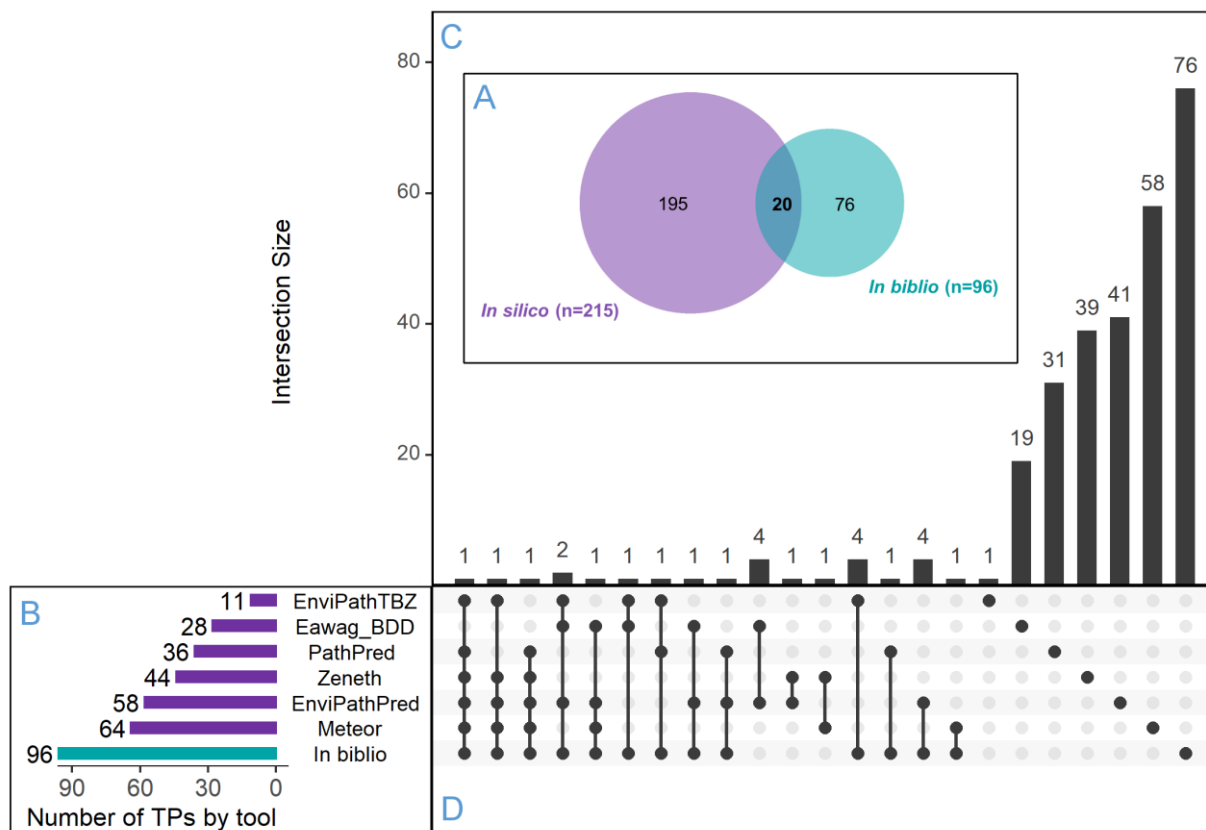 C
80
60
40
20
Intersection Size
A
195
20
76
In silico (n=215)
In biblio (n=96)
1 1 1 2 1 1 1 1 1 4 1 1 4 1 4 1 1 19 31 39 41 58 76
B
11 EnviPathTBZ
28 Eawag_BDD
36 PathPred
44 Zeneth
58 EnviPathPred
64 Meteor
96 In biblio
90 60 30 0
Number of TPs by tool
D